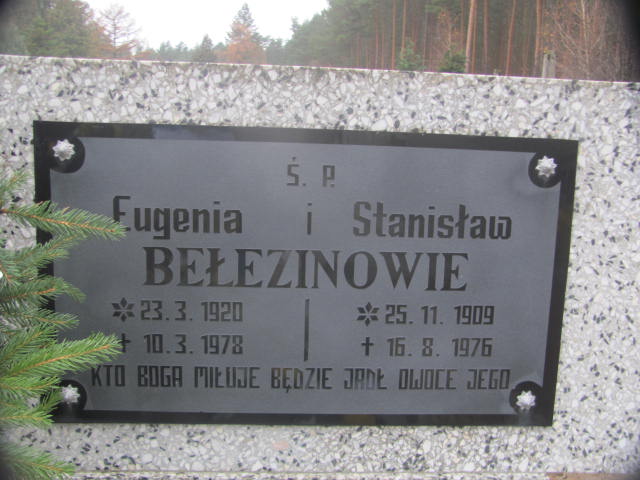 Ś. P.
Eugenia i Stanisław
BEŁEZINOWIE
23. 3. 1920 25. 11. 1909
† 10. 3. 1978 † 16. 8. 1976
KTO BOGA MIŁUJE BĘDZIE JADŁ OWOCE JEGO